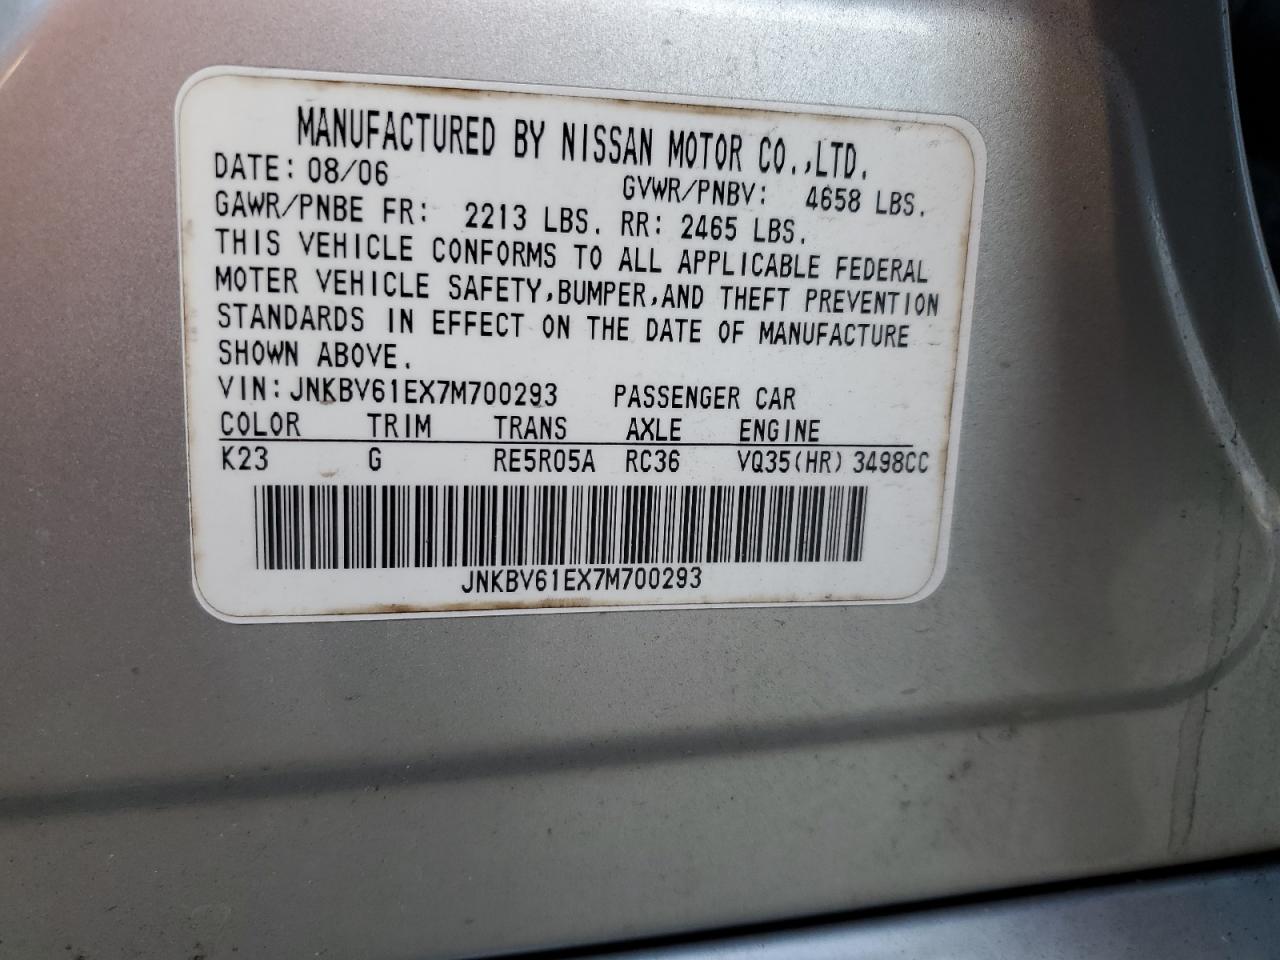 MANUFACTURED BY NISSAN MOTOR CO.,LTD.
DATE: 08/06 GVWR/PNBV: 4658 LBS.
GAWR/PNBE FR: 2213 LBS. RR: 2465 LBS.
THIS VEHICLE CONFORMS TO ALL APPLICABLE FEDERAL
MOTER VEHICLE SAFETY,BUMPER,AND THEFT PREVENTION
STANDARDS IN EFFECT ON THE DATE OF MANUFACTURE
SHOWN ABOVE.
VIN:JNKBV61EX7M700293 PASSENGER CAR
COLOR TRIM TRANS AXLE ENGINE
K23 G RE5R05A RC36 VQ35(HR) 3498CC
JNKBV61EX7M700293